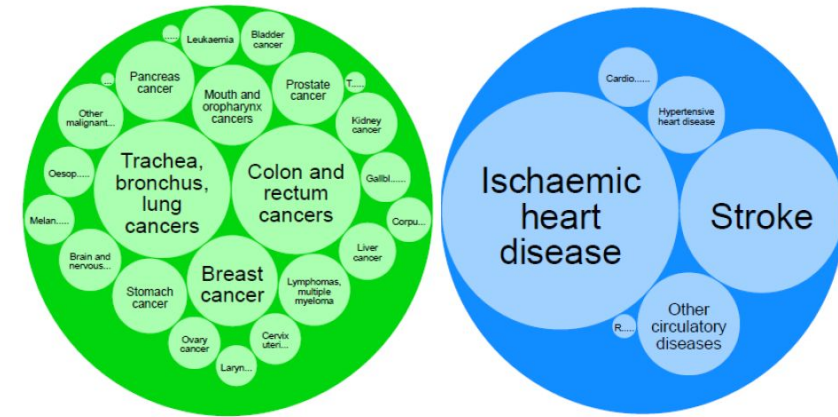 Leukaemia
Bladder
cancer
Pancreas
cancer
Mouth and
oropharynx
cancers
Prostate
cancer
T.....
Other
malignant...
Kidney
cancer
Trachea,
bronchus,
lung
cancers
Colon and
rectum
cancers
Oesop.....
Gallbl......
Melan.....
Corpu...
Brain and
nervous...
Liver
cancer
Stomach
cancer
Breast
cancer
Lymphomas,
multiple
myeloma
Ovary
cancer
Cervix
uteri...
Laryn...
Cardio......
Hypertensive
heart disease
Ischaemic
heart
disease
Stroke
Other
circulatory
diseases
R.....